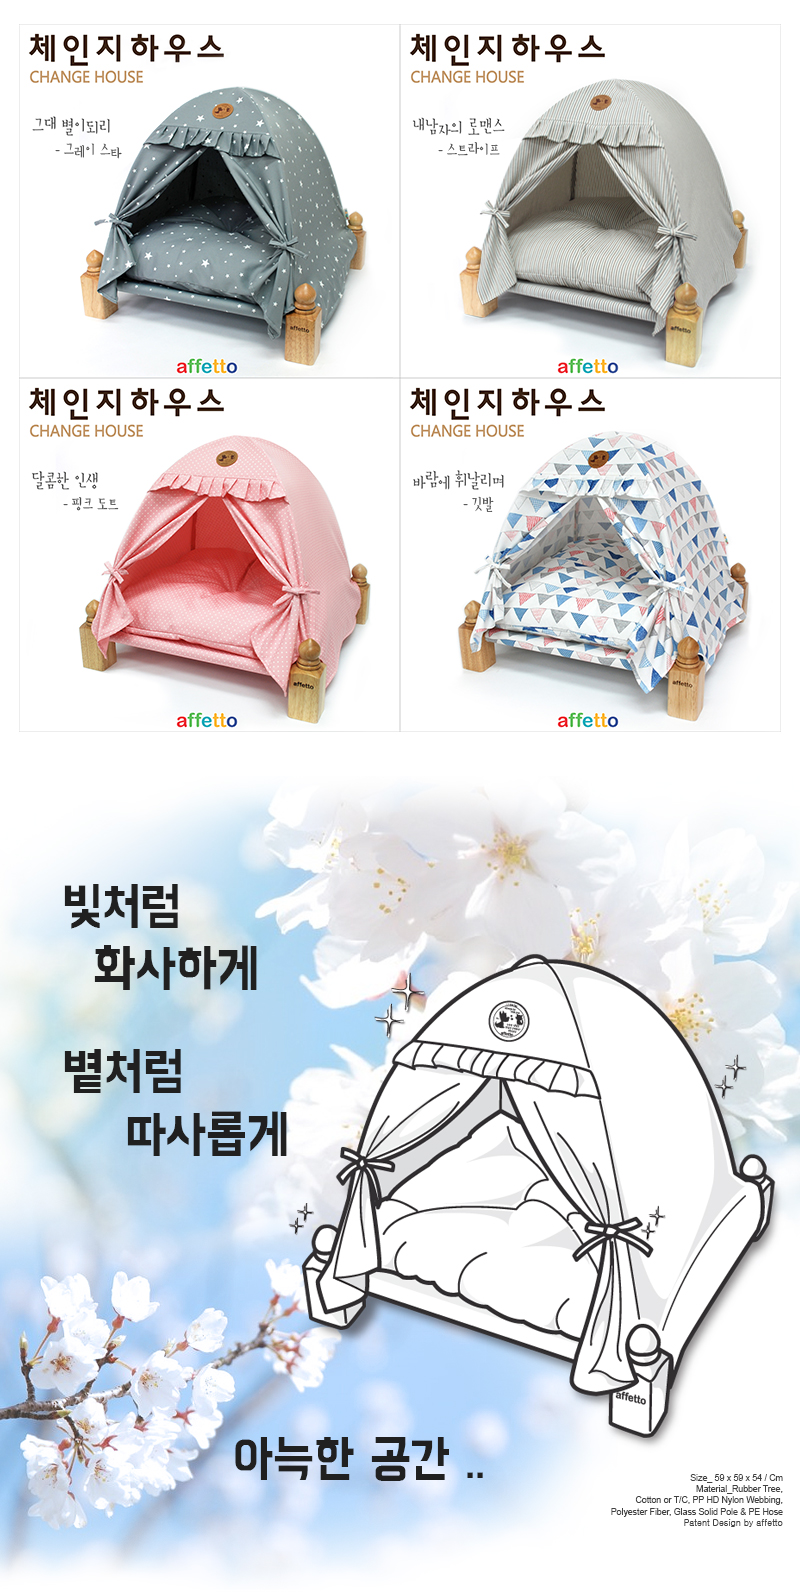 체인지하우스
CHANGE HOUSE
그대 별이되리
- 그레이 스타
affetto
affetto
체인지하우스
CHANGE HOUSE
내남자의 로맨스
- 스트라이프
affetto
affetto
체인지하우스
CHANGE HOUSE
달콤한 인생
- 핑크 도트
affetto
affetto
체인지하우스
CHANGE HOUSE
바람에 휘날리며
- 깃발
affetto
affetto
빛처럼
화사하게
볕처럼
따사롭게
affetto
affetto
아늑한 공간 ..
Size_ 59 x 59 x 54 / Cm
Material_Rubber Tree,
Cotton or T/C, PP HD Nylon Webbing,
Polyester Fiber, Glass Solid Pole & PE Hose
Patent Design by affetto